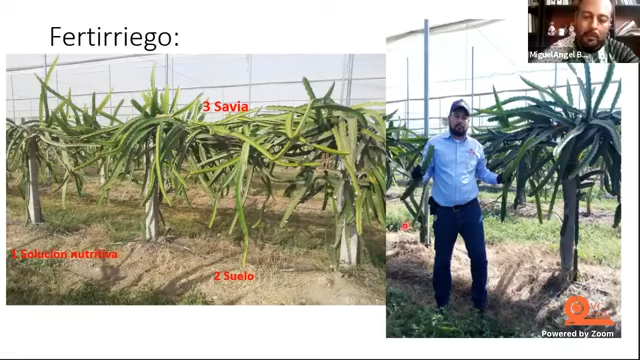 Fertirriego:
MiguelAngel B...
3 Savia
1 Solucion nutritiva
2 Suelo
Powered by Zoom